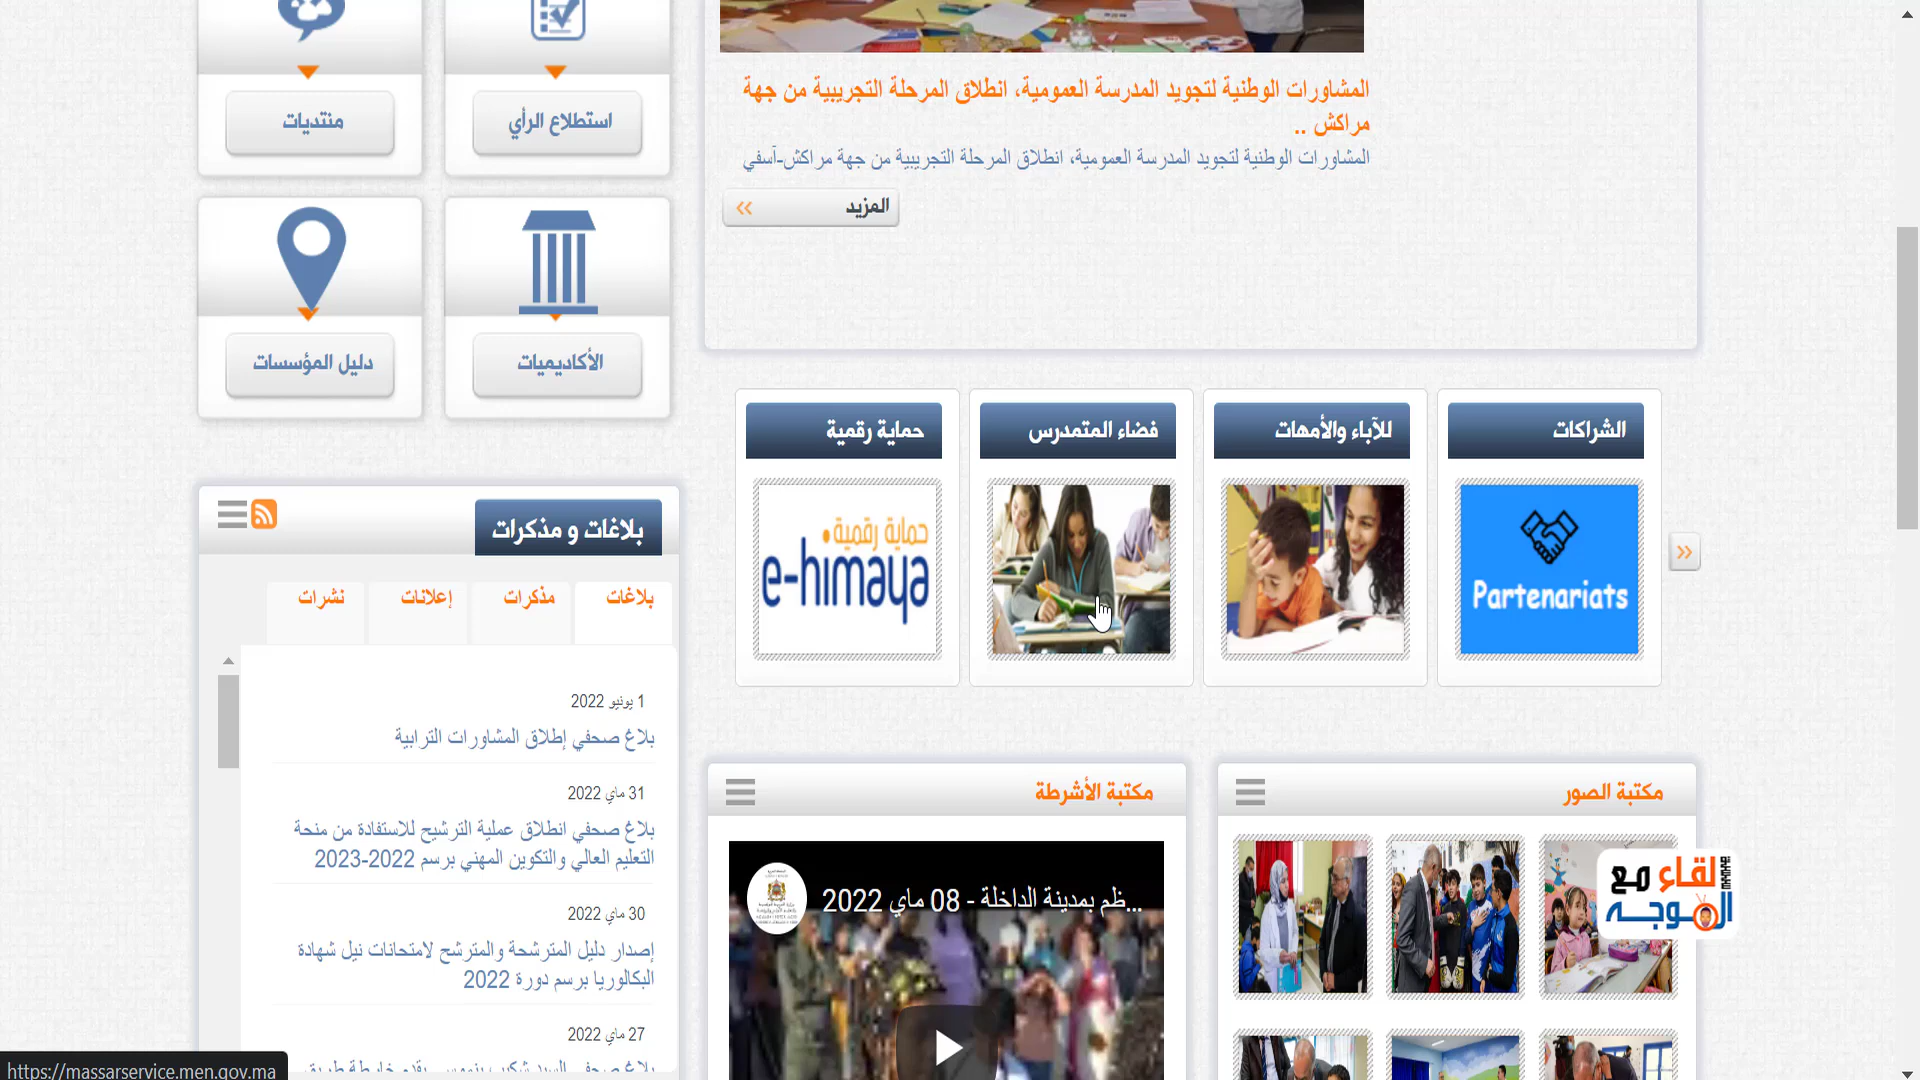 المشاورات الوطنية لتجويد المدرسة العمومية، انطلاق المرحلة التجريبية من جهة
مراكش ..
المشاورات الوطنية لتجويد المدرسة العمومية، انطلاق المرحلة التجريبية من جهة مراكش-آسفي
المزيد
استطلاع الرأي
منتديات
الأكاديميات
دليل المؤسسات
الشراكات
للآباء والأمهات
فضاء المتمدرس
حماية رقمية
Partenariats
حماية رقمية
e-himaya
بلاغات و مذكرات
بلاغات
مذكرات
إعلانات
نشرات
1 يونيو 2022
بلاغ صحفي إطلاق المشاورات الترابية
31 ماي 2022
بلاغ صحفي انطلاق عملية الترشيح للاستفادة من منحة
التعليم العالي والتكوين المهني برسم 2022-2023
30 ماي 2022
إصدار دليل المترشحة والمترشح لامتحانات نيل شهادة
البكالوريا برسم دورة 2022
27 ماي 2022
مكتبة الصور
مكتبة الأشرطة
ظم بمدينة الداخلة - 08 ماي 2022...
لقاء مع
الموجه
https://massarservice.men.gov.ma